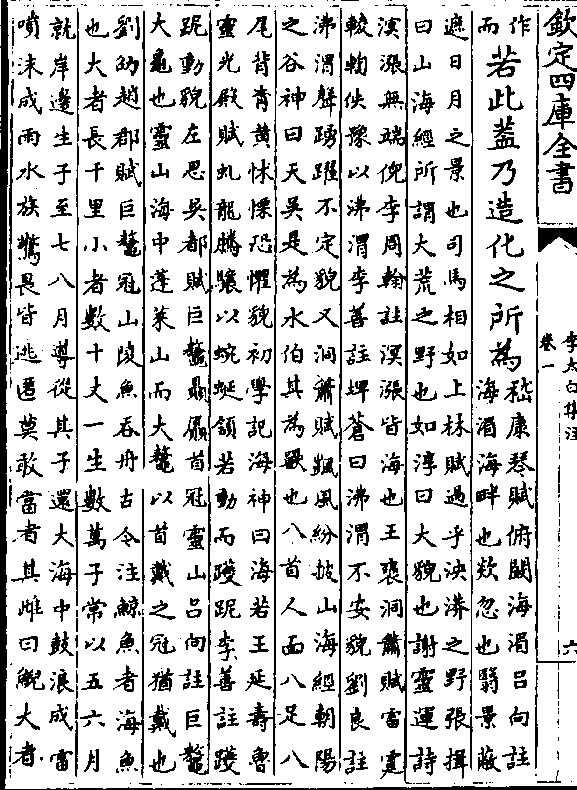 欽定四庫全書
李太白集注
卷一
六
作
而
若此蓋乃造化之所為
嵇康琴賦俯闞海湄呂向註
海湄海畔也欻忽也翳景蔽
遮日月之景也司馬相如上林賦過乎泱漭之野張揖
曰山海經所謂大荒之野也如淳曰大貌也謝靈運詩
溟漲無端倪李周翰註溟漲皆海也王襃洞簫賦雷霆
輘輷佚豫以沸渭李善註埤蒼曰沸渭不安貌劉良註
沸渭聲踴躍不定貌又洞簫賦颽風紛披山海經朝陽
之谷神曰天吳是為水伯其為獸也八首人面八足八
尾背青黃怵慄恐懼貌初學記海神曰海若王延壽魯
靈光殿賦虬龍騰驤以蜿蜒頷若動而躨跜李善註躨
跜動貌左思吳都賦巨鼇贔屭首冠靈山呂向註巨鼇
大龜也靈山海中蓬萊山而大鼇以首戴之冠猶戴也
劉劭趙郡賦巨鼇冠山陵魚吞舟古今注鯨魚者海魚
也大者長千里小者數十丈一生數萬子常以五六月
就岸邊生子至七八月導從其子還大海中鼓浪成雷
噴沫成雨水族驚畏皆逃匿莫敢當者其雌曰鯢大者